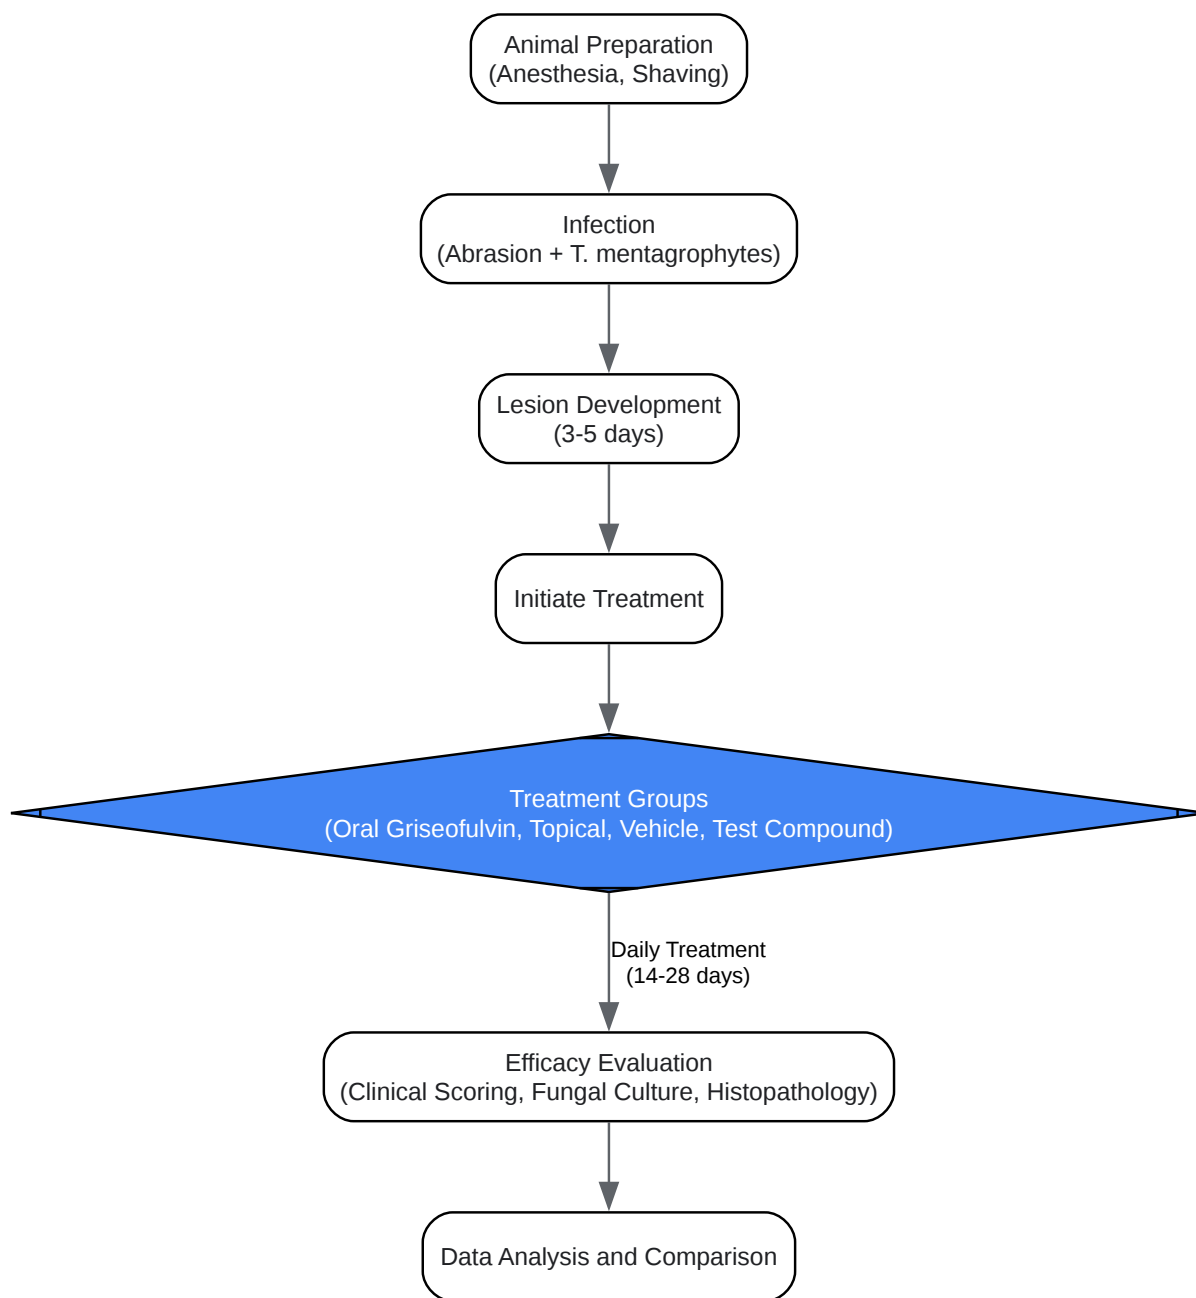 Animal Preparation
(Anesthesia, Shaving)
Infection
(Abrasion + T. mentagrophytes)
Lesion Development
(3-5 days)
Initiate Treatment
Treatment Groups
(Oral Griseofulvin, Topical, Vehicle, Test Compound)
Daily Treatment
(14-28 days)
Efficacy Evaluation
(Clinical Scoring, Fungal Culture, Histopathology)
Data Analysis and Comparison